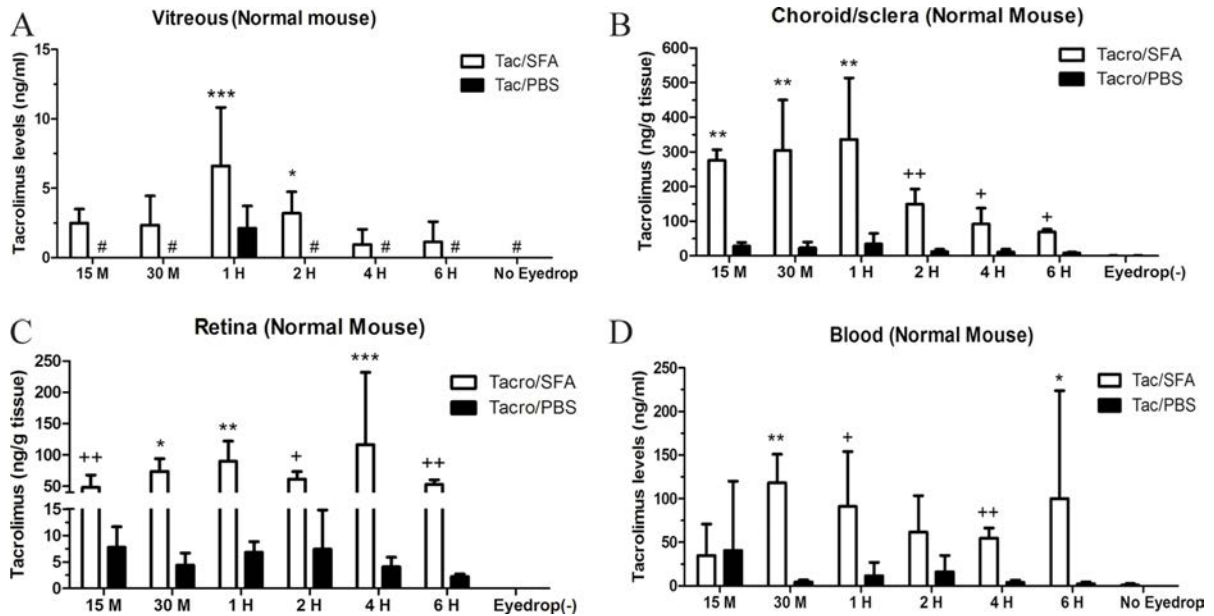 A
Vitreous (Normal mouse)
Tacrolimus levels (ng/ml)
15
10
5
0
Tac/SFA
Tac/PBS
# # *** * # # # #
15 M 30 M 1 H 2 H 4 H 6 H No Eyedrop
B
Choroid/sclera (Normal Mouse)
Tacrolimus (ng/g tissue)
600
500
400
300
200
100
0
Tacro/SFA
Tacro/PBS
** ** ** ++ + +
15 M 30 M 1 H 2 H 4 H 6 H Eyedrop(-)
C
Retina (Normal Mouse)
Tacrolimus (ng/g tissue)
250
200
150
100
50
15
10
5
0
Tacro/SFA
Tacro/PBS
++ * ** + *** ++
15 M 30 M 1 H 2 H 4 H 6 H Eyedrop(-)
D
Blood (Normal Mouse)
Tacrolimus levels (ng/ml)
250
200
150
100
50
0
Tac/SFA
Tac/PBS
** + ++ *
15 M 30 M 1 H 2 H 4 H 6 H No Eyedrop